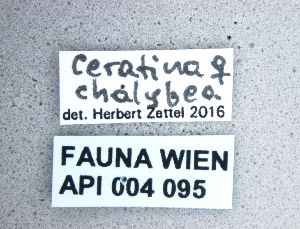 Ceratina ♀
chalybea
det. Herbert Zettel 2016
FAUNA WIEN
API 004 095